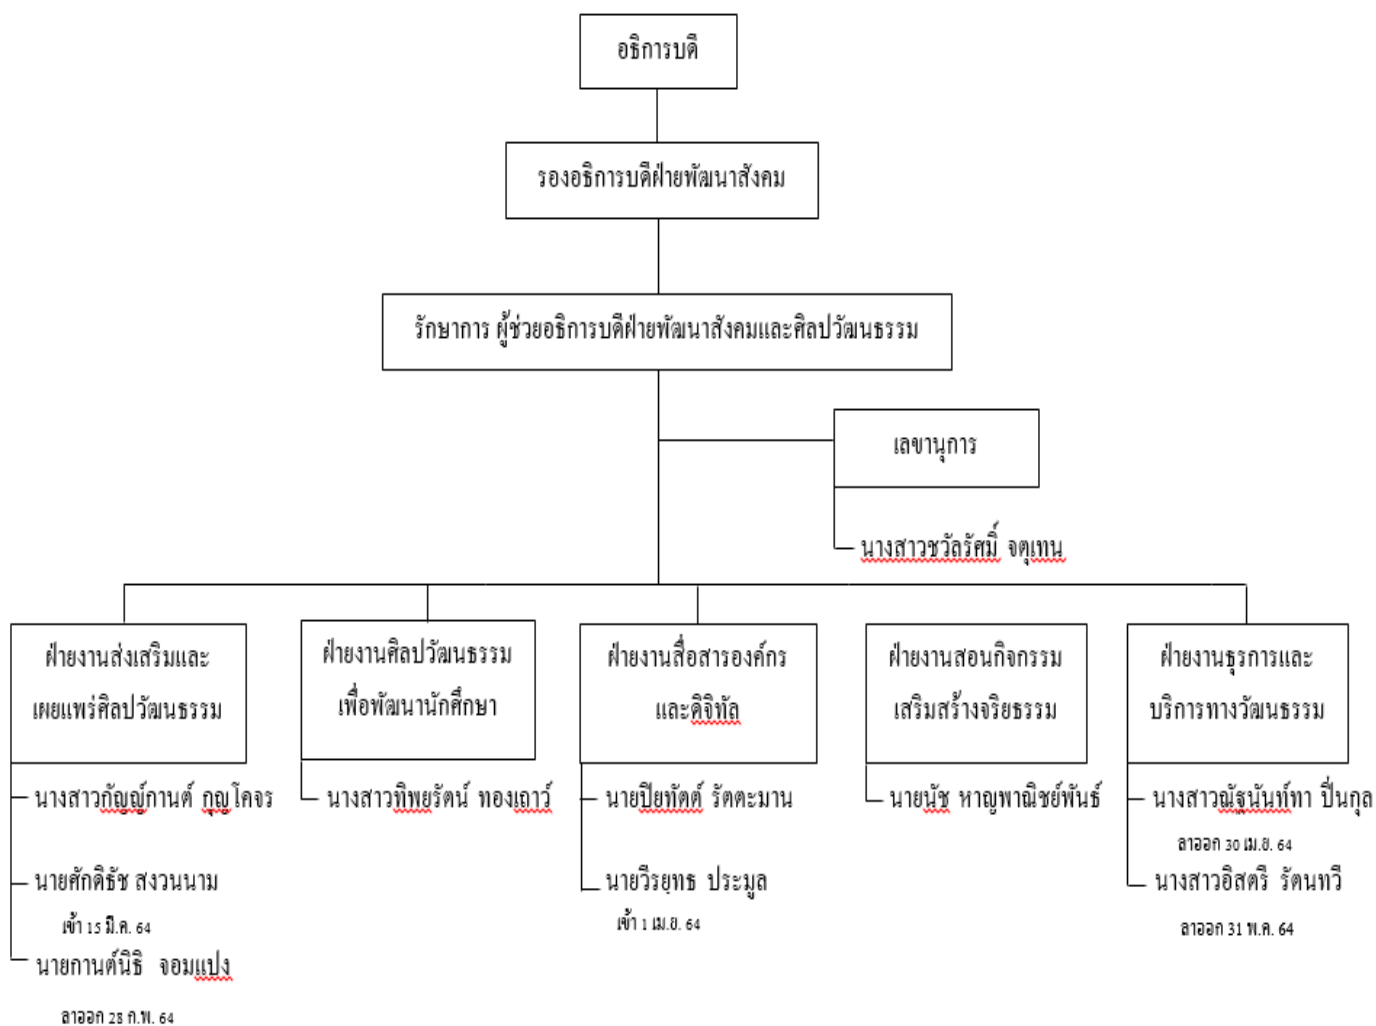 อธิการบดี
รองอธิการบดีฝ่ายพัฒนาสังคม
รักษาการ ผู้ช่วยอธิการบดีฝ่ายพัฒนาสังคมและศิลปวัฒนธรรม
เลขานุการ
นางสาวชวัลรัศมิ์ จตุเทน
ฝ่ายงานส่งเสริมและ
เผยแพร่ศิลปวัฒนธรรม
นางสาวกัญญ์กานต์ กุญโคจร
นายศักดิธัช สงวนนาม
เข้า 15 มี.ค. 64
นายกานต์นิธิ จอมแปง
ลาออก 28 ก.พ. 64
ฝ่ายงานศิลปวัฒนธรรม
เพื่อพัฒนานักศึกษา
นางสาวทิพยรัตน์ ทองเถาว์
ฝ่ายงานสื่อสารองค์กร
และดิจิทัล
นายปิยทัตต์ รัตตะมาน
นายวีรยุทธ ประมูล
เข้า 1 เม.ย. 64
ฝ่ายงานสอนกิจกรรม
เสริมสร้างจริยธรรม
นายนัช หาญพาณิชย์พันธ์
ฝ่ายงานธุรการและ
บริการทางวัฒนธรรม
นางสาวณัฐนันท์ทา ปิ่นกุล
ลาออก 30 เม.ย. 64
นางสาวอิสตรี รัตนทวี
ลาออก 31 พ.ค. 64